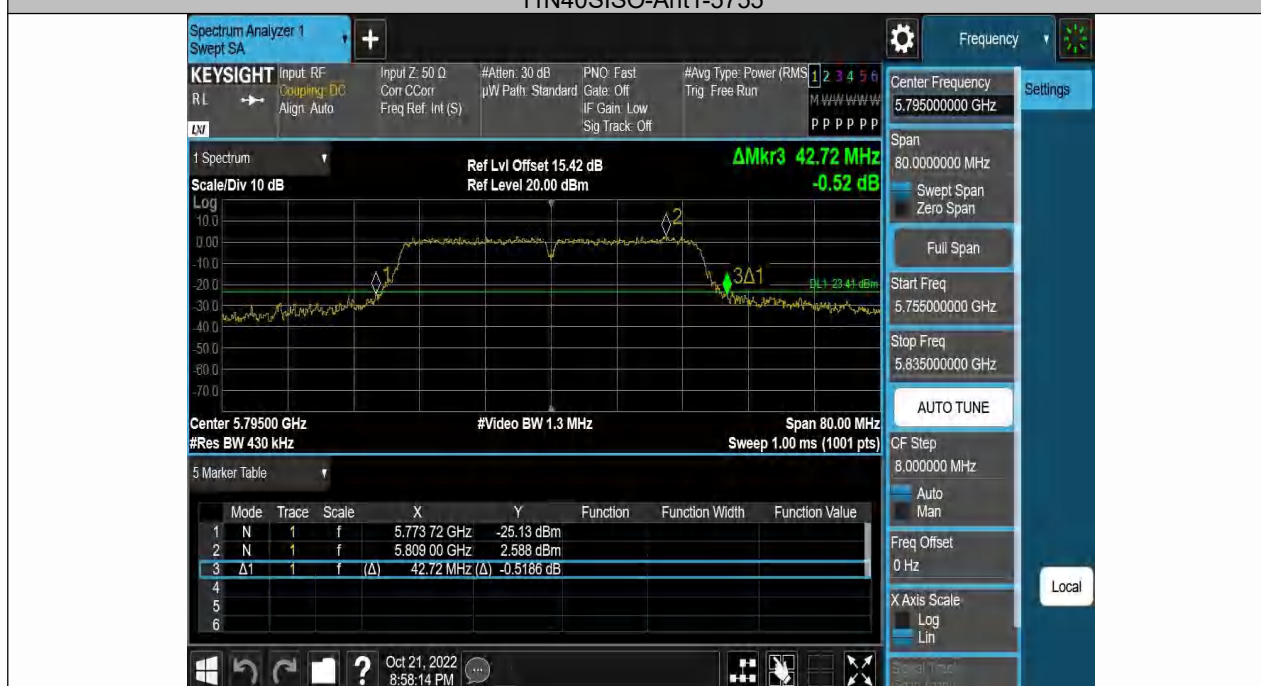 11N40SISO-Ant1-5755
Spectrum Analyzer 1
Swept SA
Frequency
KEYSIGHT
RL
LXI
Input: RF
Coupling: DC
Align: Auto
Input Z: 50 Ω
Corr CCorr
Freq Ref: Int (S)
#Atten: 30 dB
µW Path: Standard
PNO: Fast
Gate: Off
IF Gain: Low
Sig Track: Off
#Avg Type: Power (RMS
Trig: Free Run
1 2 3 4 5 6
M W W W W W
P P P P P P
Center Frequency
5.795000000 GHz
Settings
Span
80.0000000 MHz
Swept Span
Zero Span
Full Span
Start Freq
5.755000000 GHz
Stop Freq
5.835000000 GHz
AUTO TUNE
CF Step
8.000000 MHz
Auto
Man
Freq Offset
0 Hz
X Axis Scale
Log
Lin
Signal Track
Local
1 Spectrum
Scale/Div 10 dB
Ref Lvl Offset 15.42 dB
Ref Level 20.00 dBm
ΔMkr3 42.72 MHz
-0.52 dB
Log
10.0
0.00
-10.0
-20.0
-30.0
-40.0
-50.0
-60.0
-70.0
1
2
3Δ1
DL1 -23.41 dBm
Center 5.79500 GHz
#Video BW 1.3 MHz
Span 80.00 MHz
#Res BW 430 kHz
Sweep 1.00 ms (1001 pts)
5 Marker Table
Mode Trace Scale X Y Function Function Width Function Value
1 N 1 f 5.773 72 GHz -25.13 dBm
2 N 1 f 5.809 00 GHz 2.588 dBm
3 Δ1 1 f (Δ) 42.72 MHz (Δ) -0.5186 dB
4
5
6
?
Oct 21, 2022
8:58:14 PM